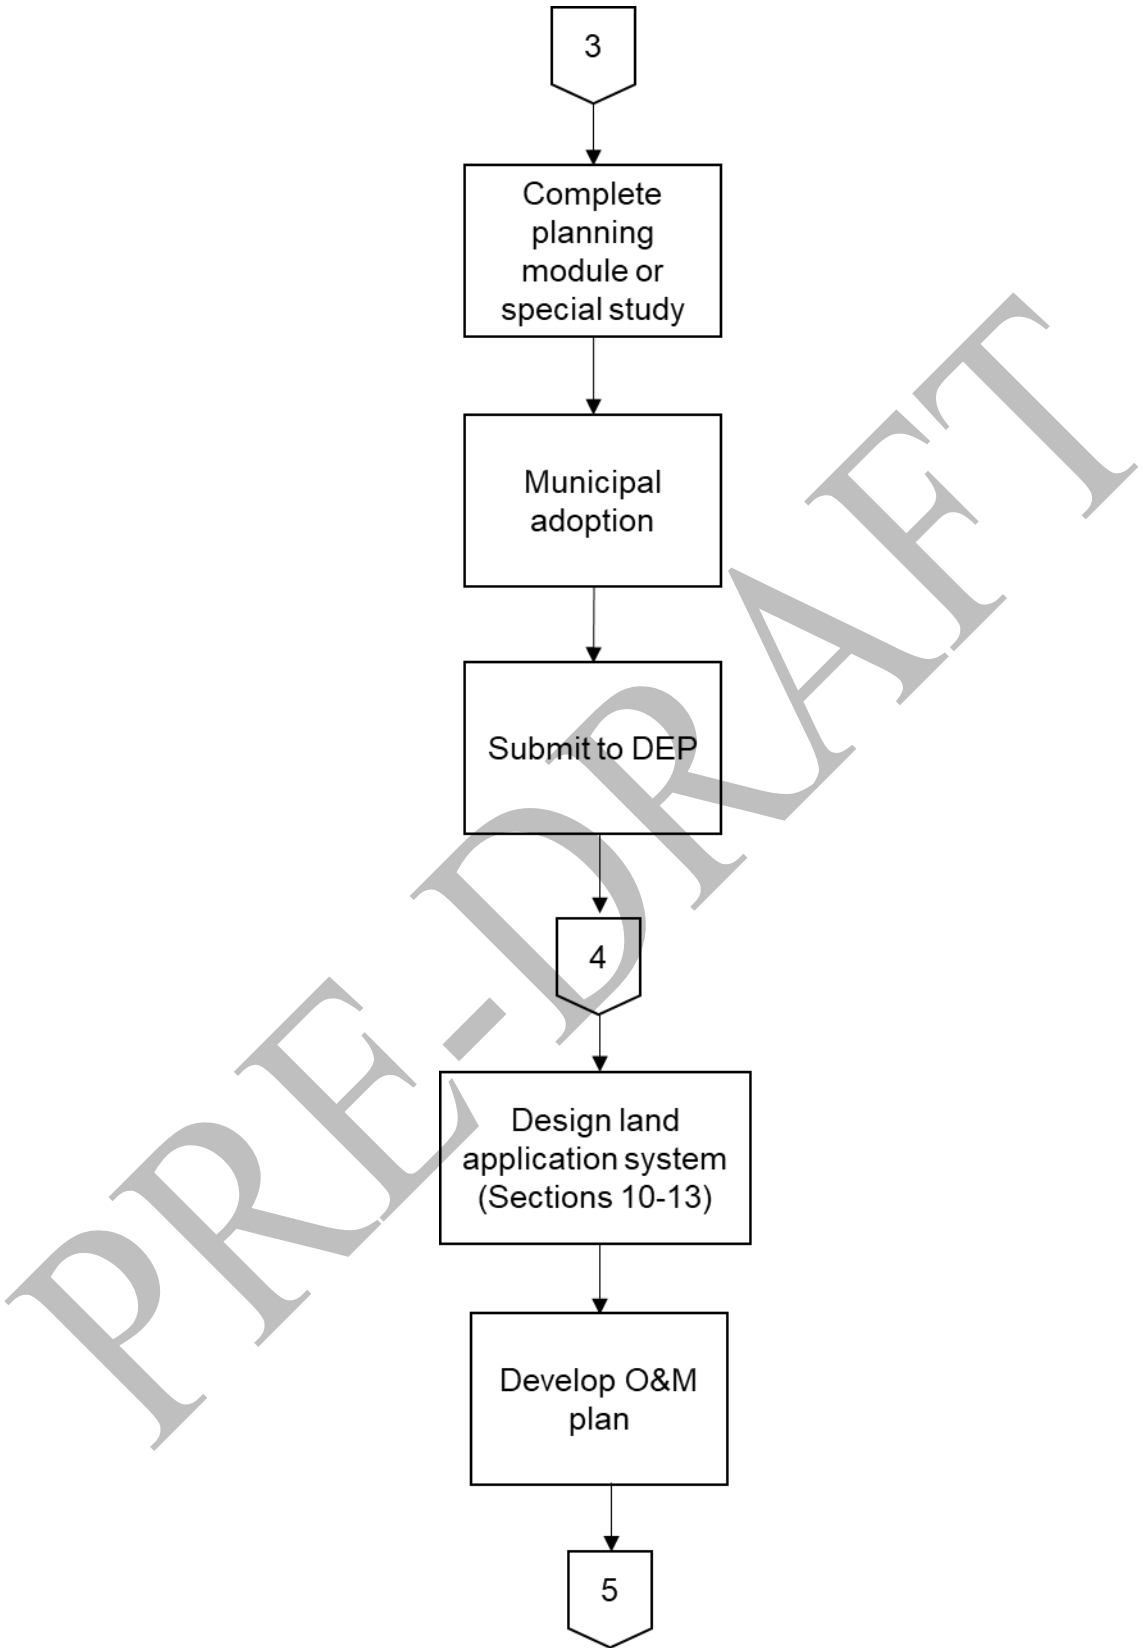 3
Complete
planning
module or
special study
Municipal
adoption
Submit to DEP
4
Design land
application system
(Sections 10-13)
Develop O&M
plan
5
PRE-DRAFT